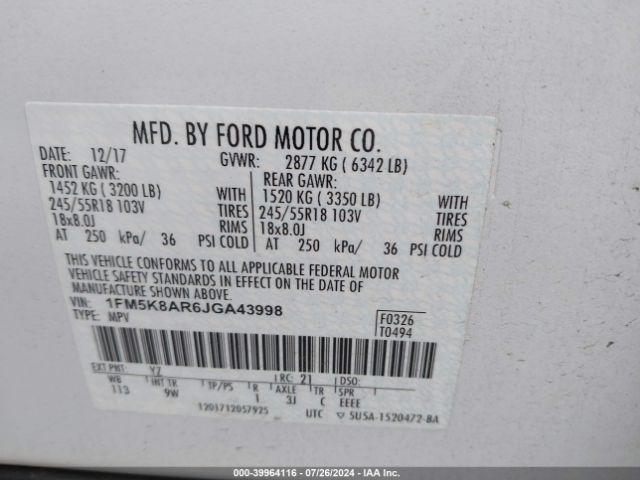 MFD. BY FORD MOTOR CO.
DATE: 12/17 GVWR: 2877 KG ( 6342 LB)
FRONT GAWR: REAR GAWR:
1452 KG ( 3200 LB) WITH 1520 KG ( 3350 LB) WITH
245/55R18 103V TIRES 245/55R18 103V TIRES
18x8.0J RIMS 18x8.0J RIMS
AT 250 kPa/ 36 PSI COLD AT 250 kPa/ 36 PSI COLD
THIS VEHICLE CONFORMS TO ALL APPLICABLE FEDERAL MOTOR
VEHICLE SAFETY STANDARDS IN EFFECT ON THE DATE OF
MANUFACTURE SHOWN ABOVE.
VIN: 1FM5K8AR6JGA43998 F0326
TYPE: MPV T0494
EXT PNT: YZ RC: 21 DSO:
WB INT TR TP/PS R AXLE TR SPR
113 9W 1 3J C EEEE
1201712057925 UTC 5U5A-1520472-BA
000-39964116 | 07/26/2024 | IAA Inc.